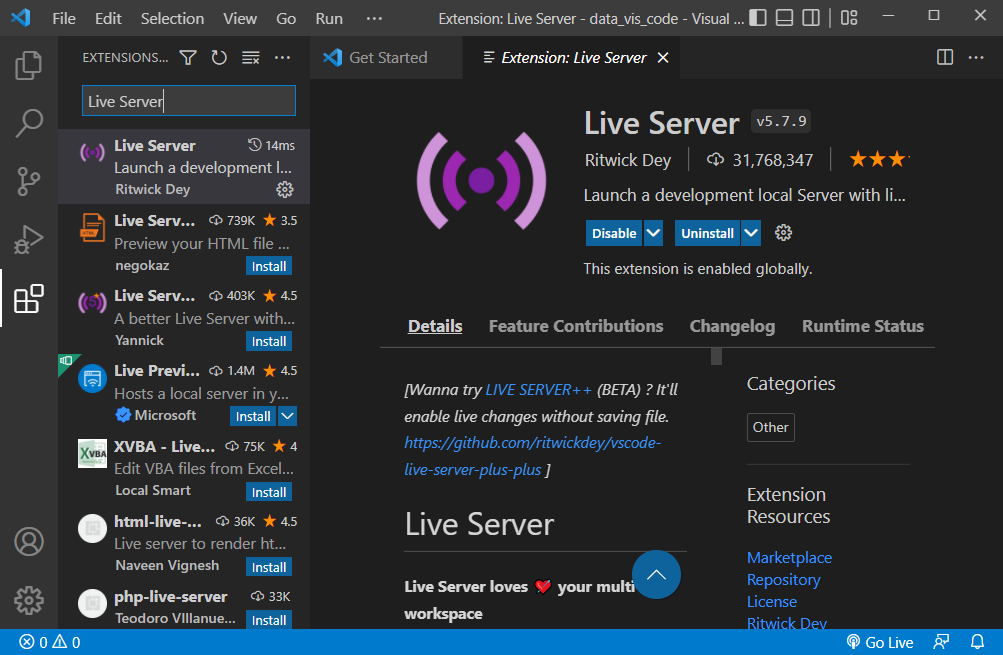 File Edit Selection View Go Run ··· Extension: Live Server - data_vis_code - Visual ...
EXTENSIONS... ···
Live Server
Live Server 14ms
Launch a development l...
Ritwick Dey
Live Serv... 739K ★ 3.5
Preview your HTML file ...
negokaz Install
Live Serv... 403K ★ 4.5
A better Live Server with...
Yannick Install
Live Previ... 1.4M ★ 4.5
Hosts a local server in y...
Microsoft Install
XVBA
XVBA - Live... 75K ★ 4
Edit VBA files from Excel...
Local Smart Install
html-live-... 36K ★ 4.5
Live server to render ht...
Naveen Vignesh Install
php-live-server 33K
Teodoro VIllanue... Install
Get Started
Extension: Live Server ×
Live Server v5.7.9
Ritwick Dey 31,768,347 ★★★
Launch a development local Server with li...
Disable Uninstall
This extension is enabled globally.
Details Feature Contributions Changelog Runtime Status
[Wanna try LIVE SERVER++ (BETA) ? It'll
enable live changes without saving file.
https://github.com/ritwickdey/vscode-
live-server-plus-plus ]
Live Server
Live Server loves 💓 your multi
workspace
Categories
Other
Extension
Resources
Marketplace
Repository
License
Ritwick Dey
0 0 Go Live